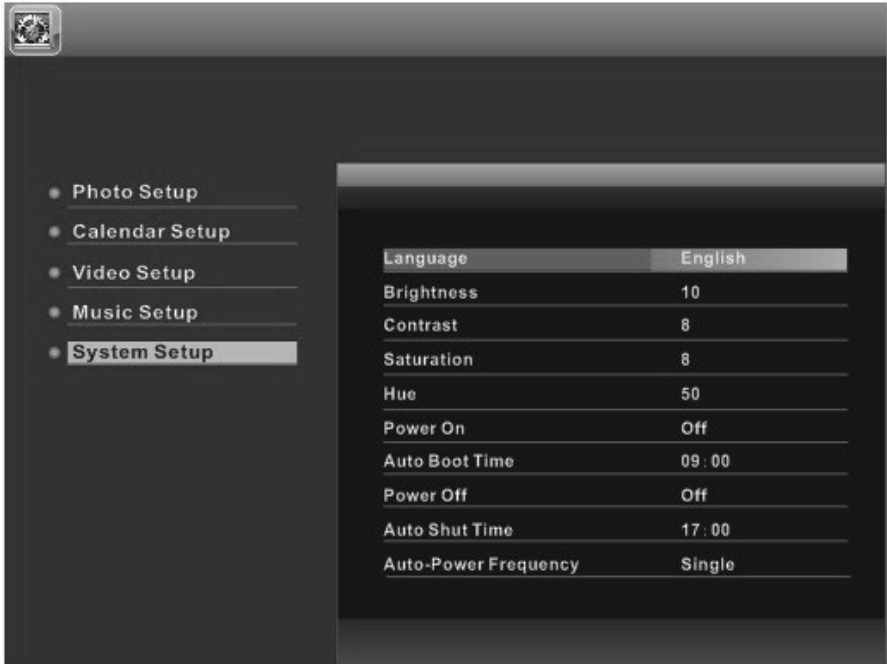 Photo Setup
Calendar Setup
Video Setup
Music Setup
System Setup
Language English
Brightness 10
Contrast 8
Saturation 8
Hue 50
Power On Off
Auto Boot Time 09:00
Power Off Off
Auto Shut Time 17:00
Auto-Power Frequency Single